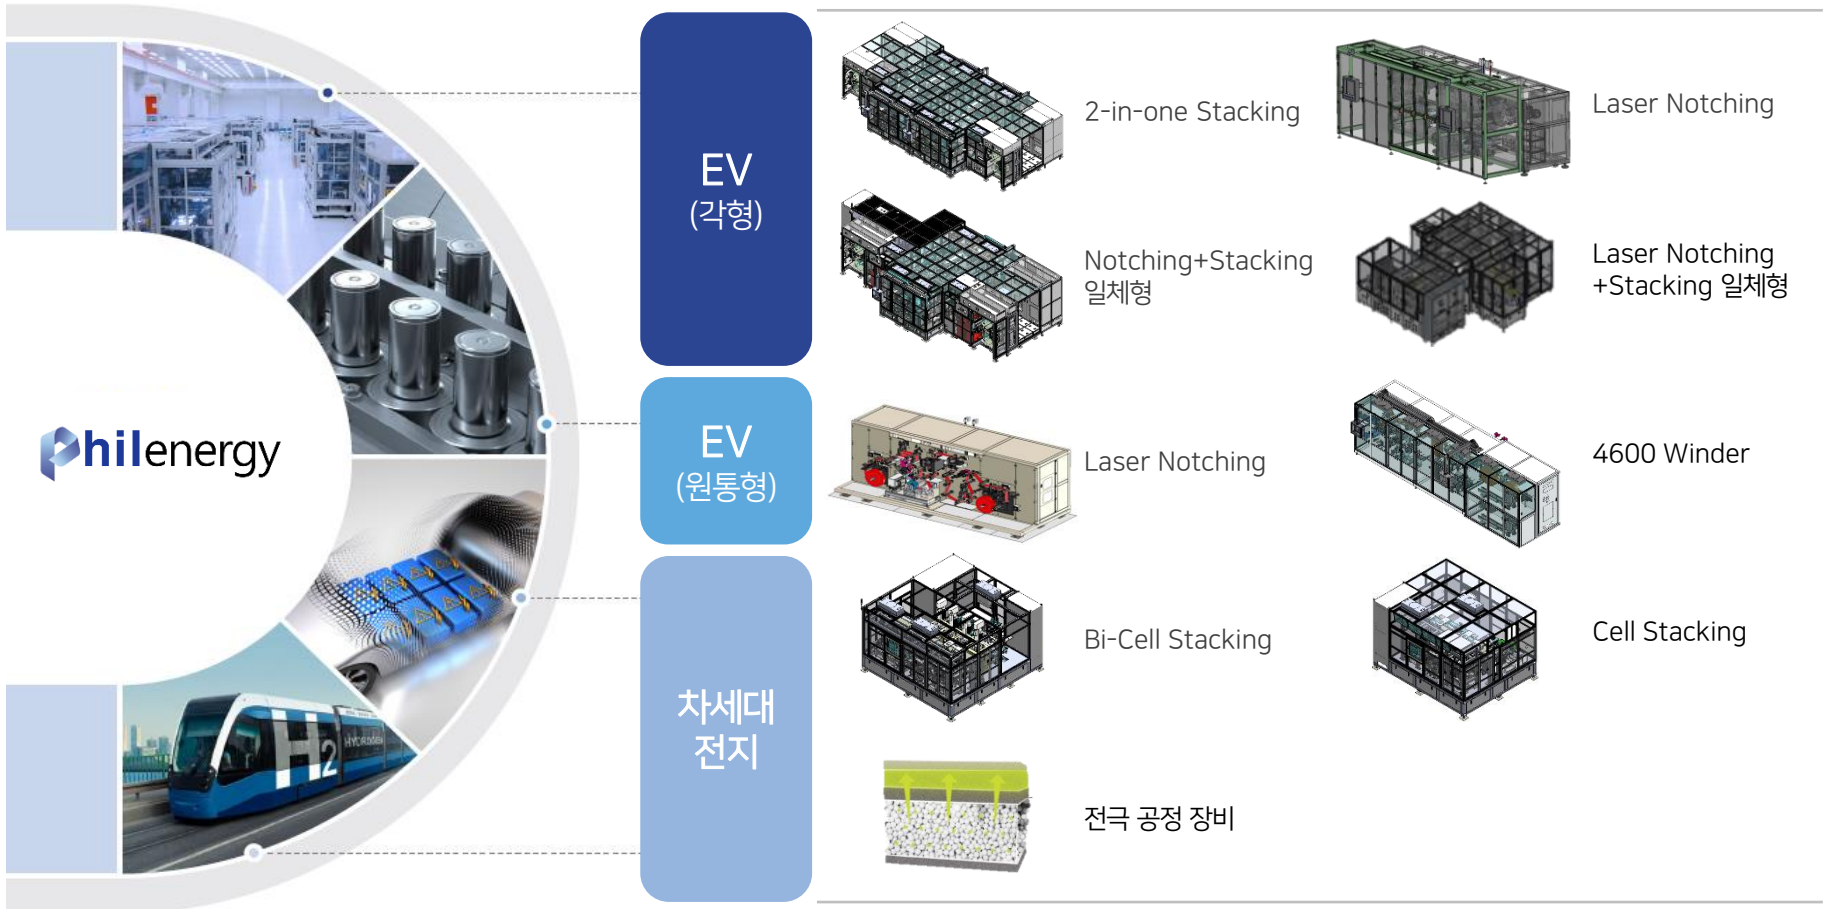 Philenergy
EV
(각형)
2-in-one Stacking
Laser Notching
Notching+Stacking
일체형
Laser Notching
+Stacking 일체형
EV
(원통형)
Laser Notching
4600 Winder
차세대
전지
Bi-Cell Stacking
Cell Stacking
전극 공정 장비
H2
HYDROGEN